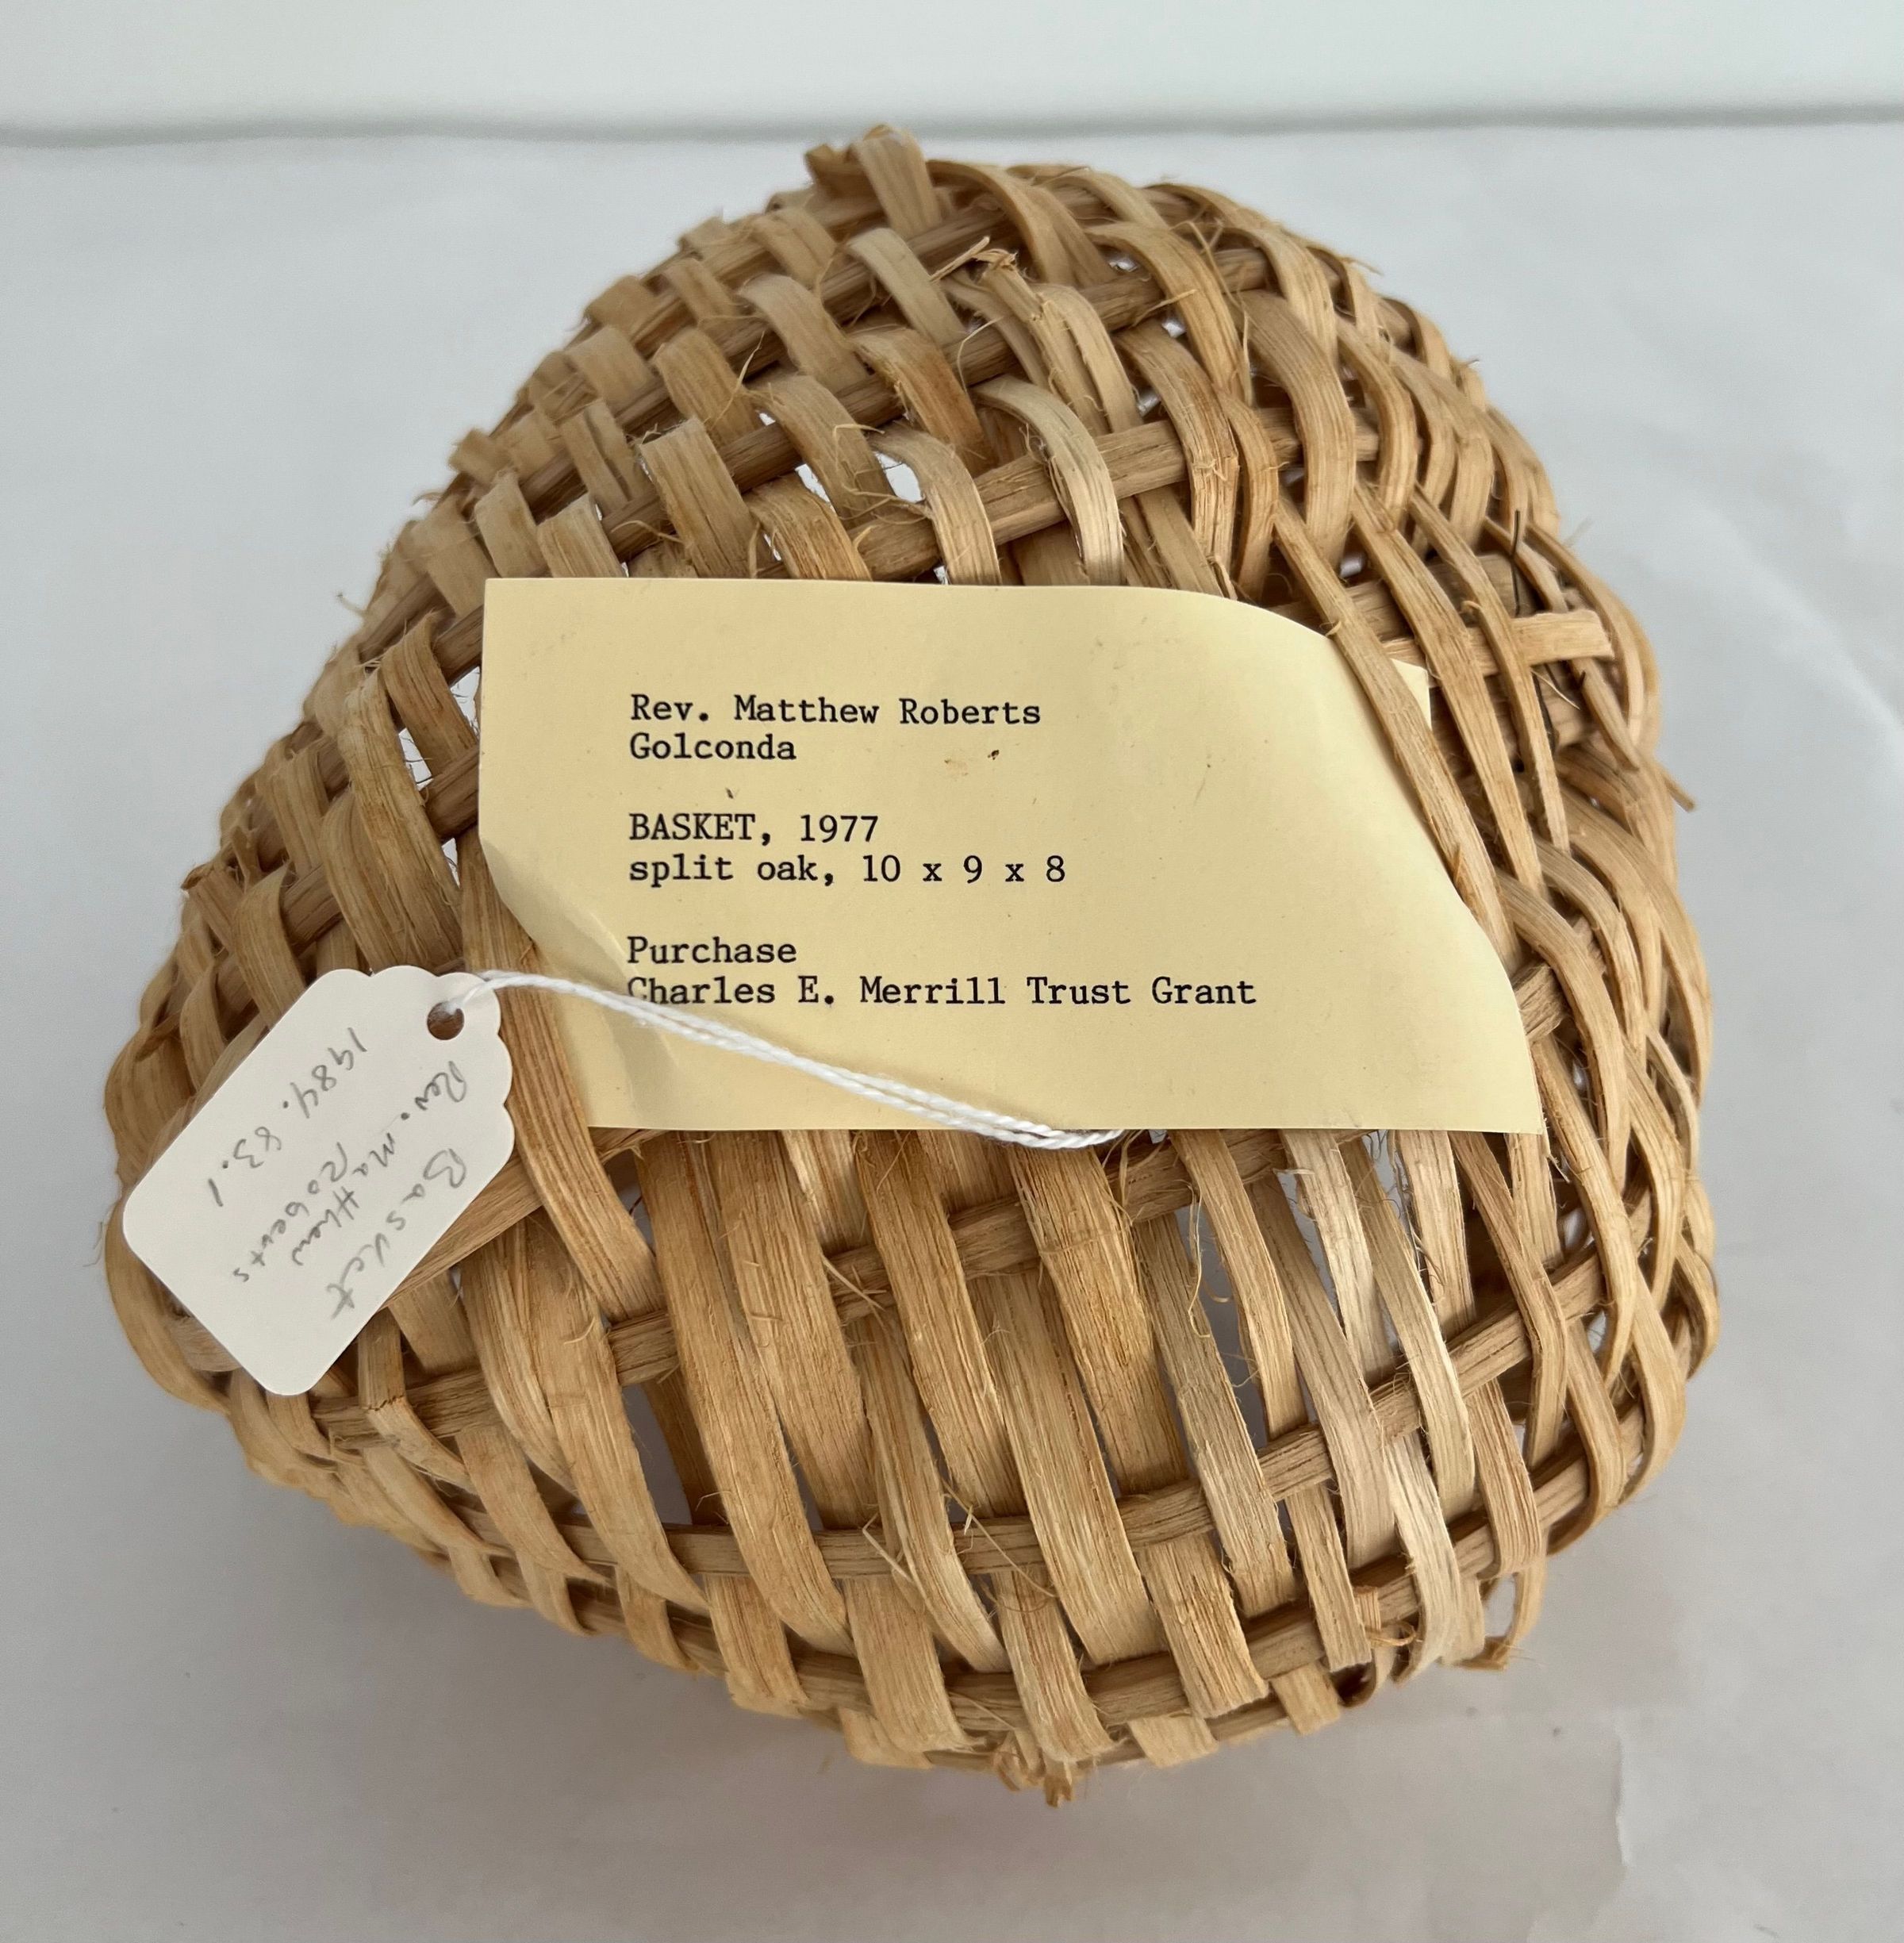 Rev. Matthew Roberts
Golconda
BASKET, 1977
split oak, 10 x 9 x 8
Purchase
Charles E. Merrill Trust Grant
Basket
Rev. Matthew
Roberts
1984.83.1